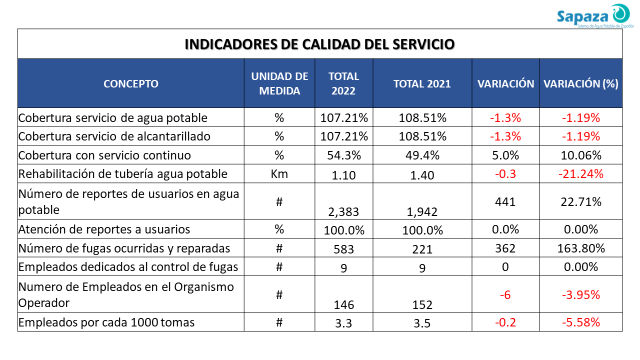 Sapaza
INDICADORES DE CALIDAD DEL SERVICIO
CONCEPTO UNIDAD DE MEDIDA TOTAL 2022 TOTAL 2021 VARIACIÓN VARIACIÓN (%)
Cobertura servicio de agua potable % 107.21% 108.51% -1.3% -1.19%
Cobertura servicio de alcantarillado % 107.21% 108.51% -1.3% -1.19%
Cobertura con servicio continuo % 54.3% 49.4% 5.0% 10.06%
Rehabilitación de tubería agua potable Km 1.10 1.40 -0.3 -21.24%
Número de reportes de usuarios en agua potable # 2,383 1,942 441 22.71%
Atención de reportes a usuarios % 100.0% 100.0% 0.0% 0.00%
Número de fugas ocurridas y reparadas # 583 221 362 163.80%
Empleados dedicados al control de fugas # 9 9 0 0.00%
Numero de Empleados en el Organismo Operador # 146 152 -6 -3.95%
Empleados por cada 1000 tomas # 3.3 3.5 -0.2 -5.58%